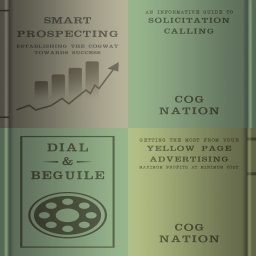 SMART
PROSPECTING
ESTABLISHING THE COGWAY
TOWARDS SUCCESS
AN INFORMATIVE GUIDE TO
SOLICITATION
CALLING
COG
NATION
DIAL
&
BEGUILE
GETTING THE MOST FROM YOUR
YELLOW PAGE
ADVERTISING
MAXIMUM PROFITS AT MINIMUM COST
COG
NATION